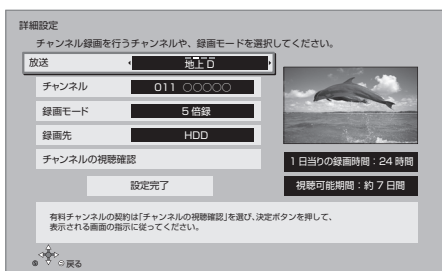 詳細設定
チャンネル録画を行うチャンネルや、録画モードを選択してください。
放送 地上D
チャンネル 011 ○○○○○
録画モード 5倍録
録画先 HDD
チャンネルの視聴確認
1日当りの録画時間：24時間
設定完了
視聴可能期間：約7日間
有料チャンネルの契約は「チャンネルの視聴確認」を選び、決定ボタンを押して、
表示される画面の指示に従ってください。
戻る